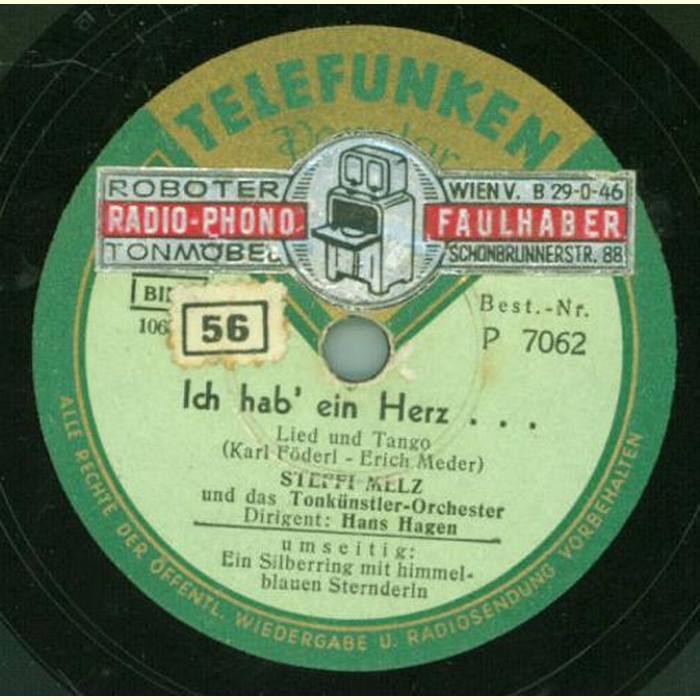 TELEFUNKEN
ROBOTER
RADIO-PHONO
TONMÖBEL
WIEN V. B 29-0-46
FAULHABER
SCHÖNBRUNNERSTR. 88
56
Best.-Nr.
P 7062
Ich hab' ein Herz . . .
Lied und Tango
(Karl Föderl - Erich Meder)
STEFFI MELZ
und das Tonkünstler-Orchester
Dirigent: Hans Hagen
umseitig:
Ein Silberring mit himmel-
blauen Sternderln
ALLE RECHTE DER ÖFFENTL. WIEDERGABE U. RADIOSENDUNG VORBEHALTEN